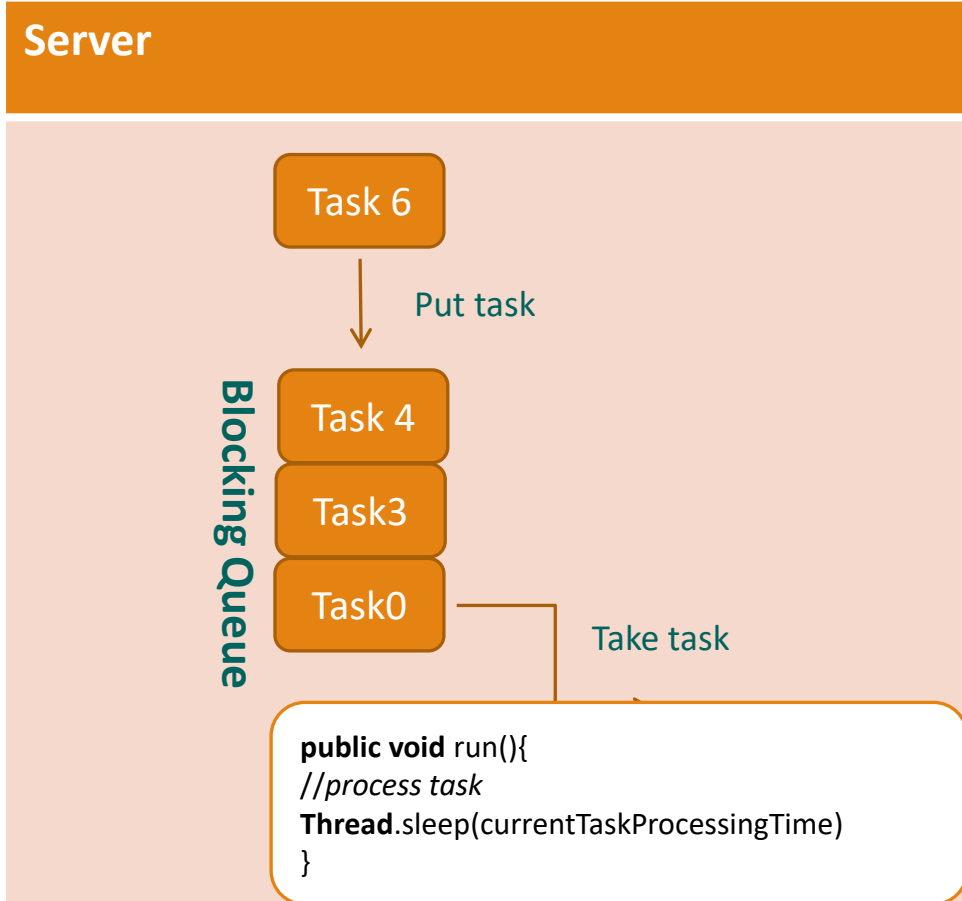 Server
Task 6
Put task
Blocking Queue
Task 4
Task3
Task0
Take task
public void run(){
//process task
Thread.sleep(currentTaskProcessingTime)
}